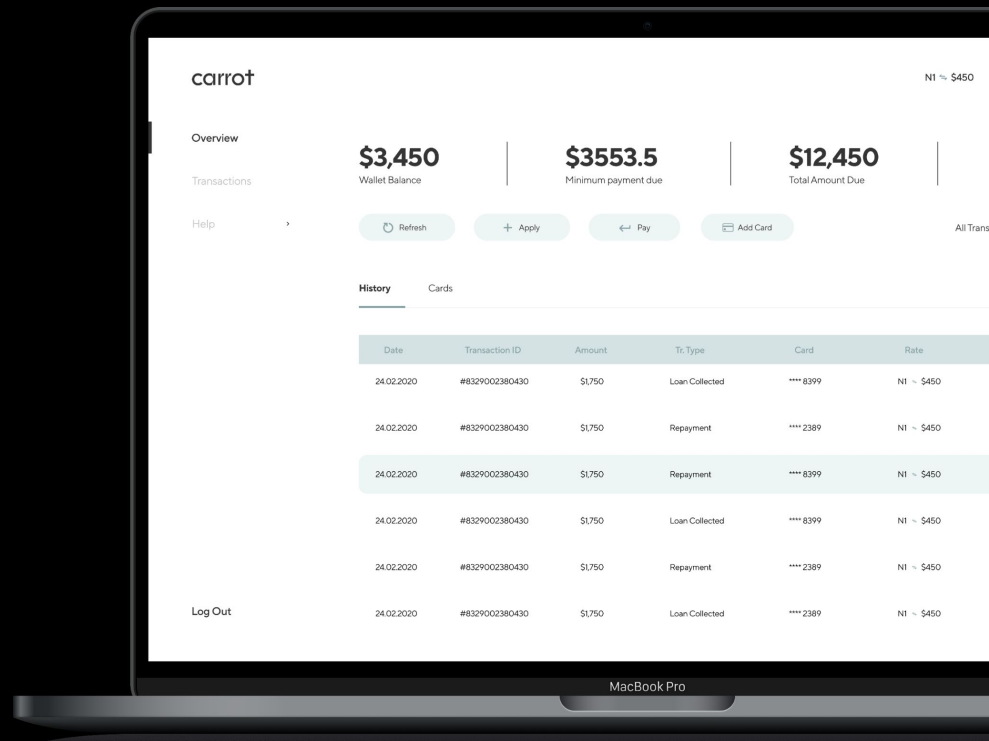 carrot
N1 ⇋ $450
Overview
Transactions
Help
$3,450
Wallet Balance
$3553.5
Minimum payment due
$12,450
Total Amount Due
Refresh
Apply
Pay
Add Card
All Trans
History Cards
Date Transaction ID Amount Tr. Type Card Rate
24.02.2020 #8329002380430 $1,750 Loan Collected **** 8399 N1 ⇋ $450
24.02.2020 #8329002380430 $1,750 Repayment **** 2389 N1 ⇋ $450
24.02.2020 #8329002380430 $1,750 Repayment **** 8399 N1 ⇋ $450
24.02.2020 #8329002380430 $1,750 Loan Collected **** 8399 N1 ⇋ $450
24.02.2020 #8329002380430 $1,750 Repayment **** 2389 N1 ⇋ $450
24.02.2020 #8329002380430 $1,750 Loan Collected **** 2389 N1 ⇋ $450
Log Out
MacBook Pro